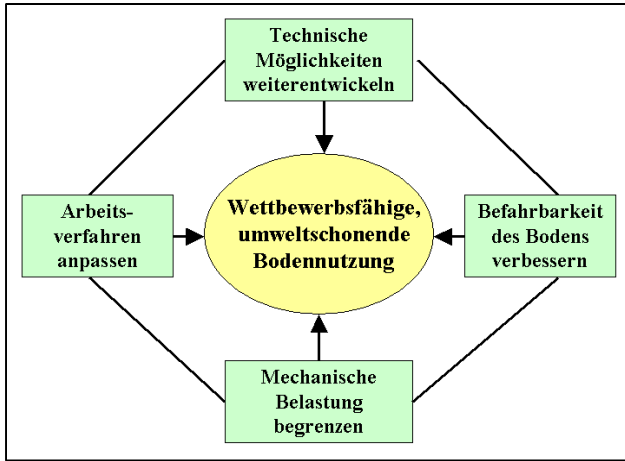 Technische
Möglichkeiten
weiterentwickeln
Arbeits-
verfahren
anpassen
Wettbewerbsfähige,
umweltschonende
Bodennutzung
Befahrbarkeit
des Bodens
verbessern
Mechanische
Belastung
begrenzen